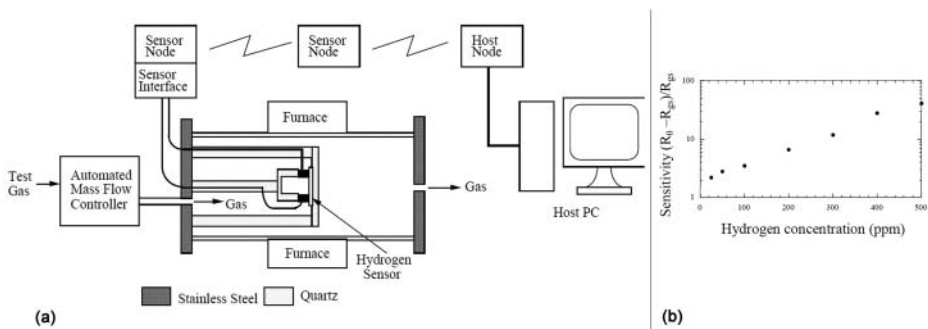 Sensor
Node
Sensor
Interface
Sensor
Node
Host
Node
Furnace
Test
Gas
Automated
Mass Flow
Controller
Gas
Gas
Host PC
Furnace
Hydrogen
Sensor
Stainless Steel
Quartz
(a)
Sensitivity (R₀ –Rgs)/Rgs
100
10
1
0
100
200
300
400
500
Hydrogen concentration (ppm)
(b)